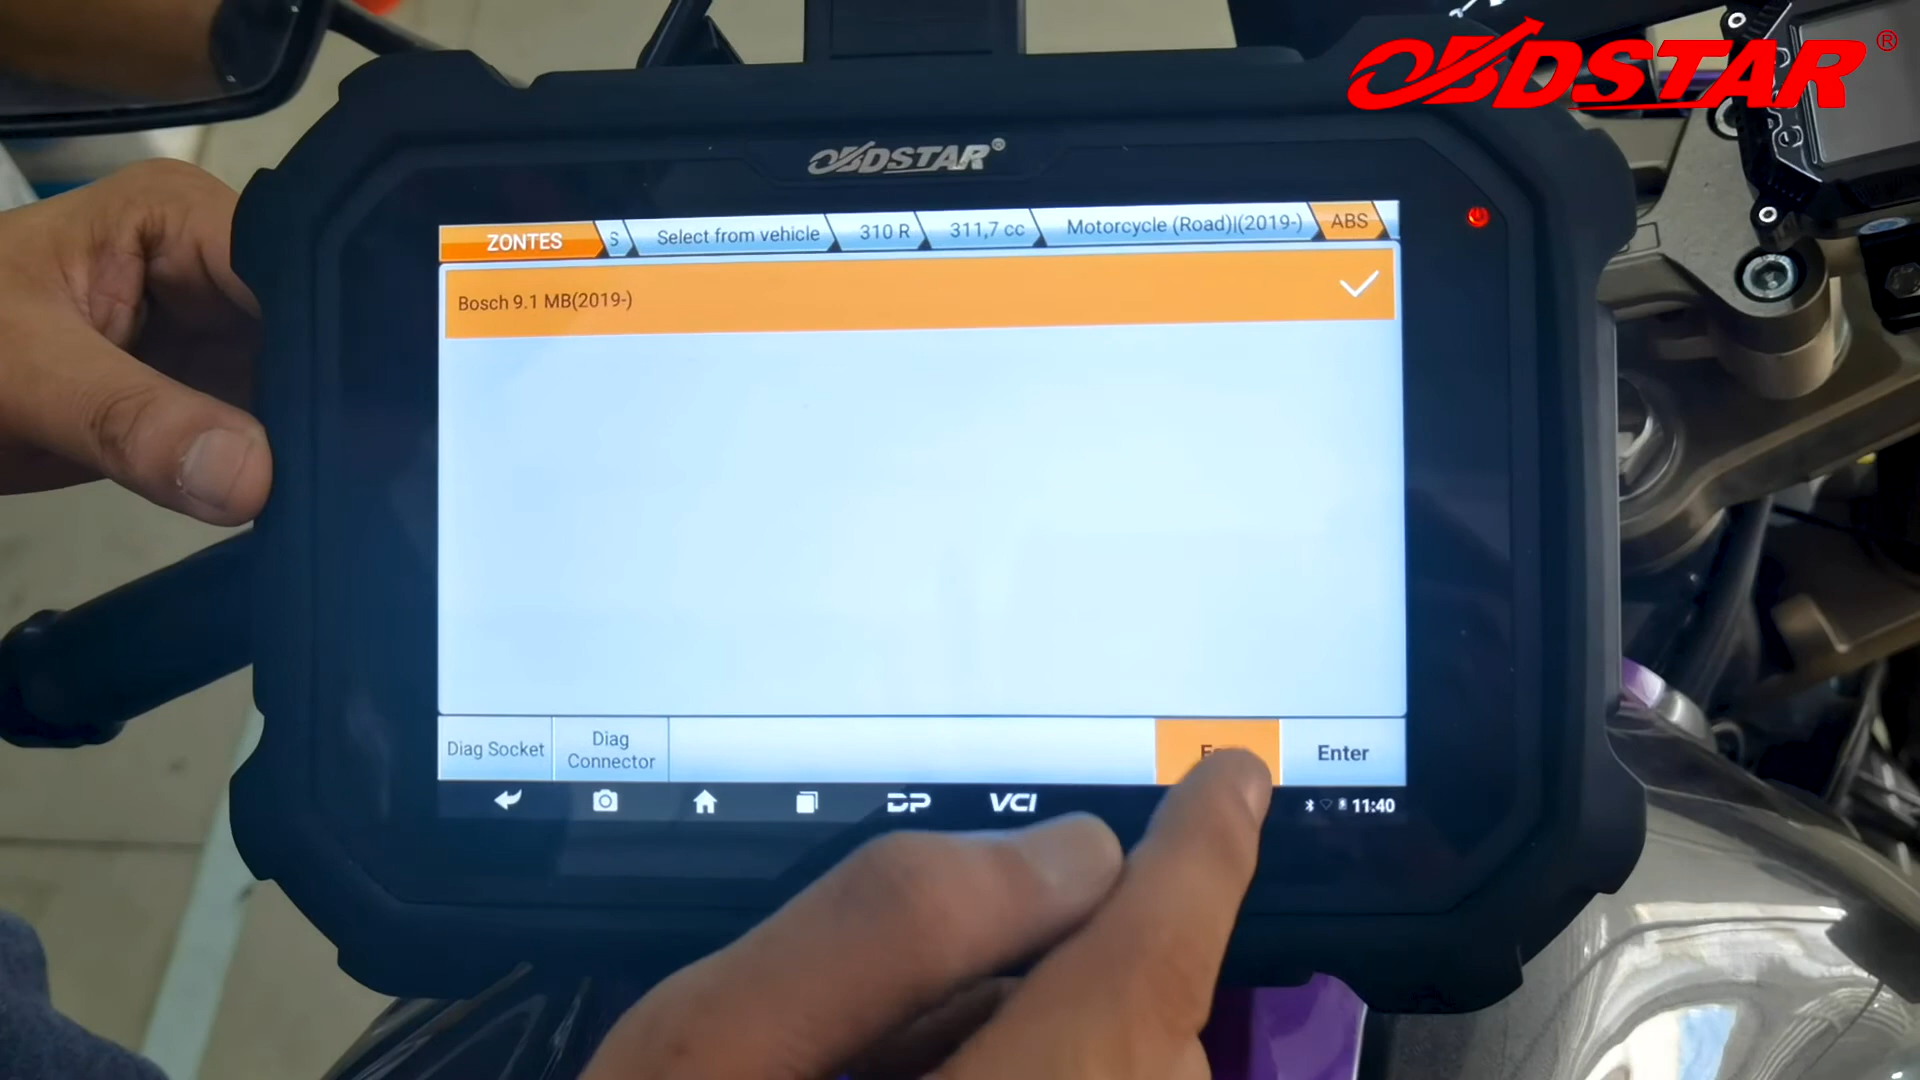 OBDSTAR®
OBDSTAR®
ZONTES S Select from vehicle 310 R 311,7 cc Motorcycle (Road)|(2019-) ABS
Bosch 9.1 MB(2019-)
Diag Socket
Diag
Connector
Enter
DP VCI 11:40